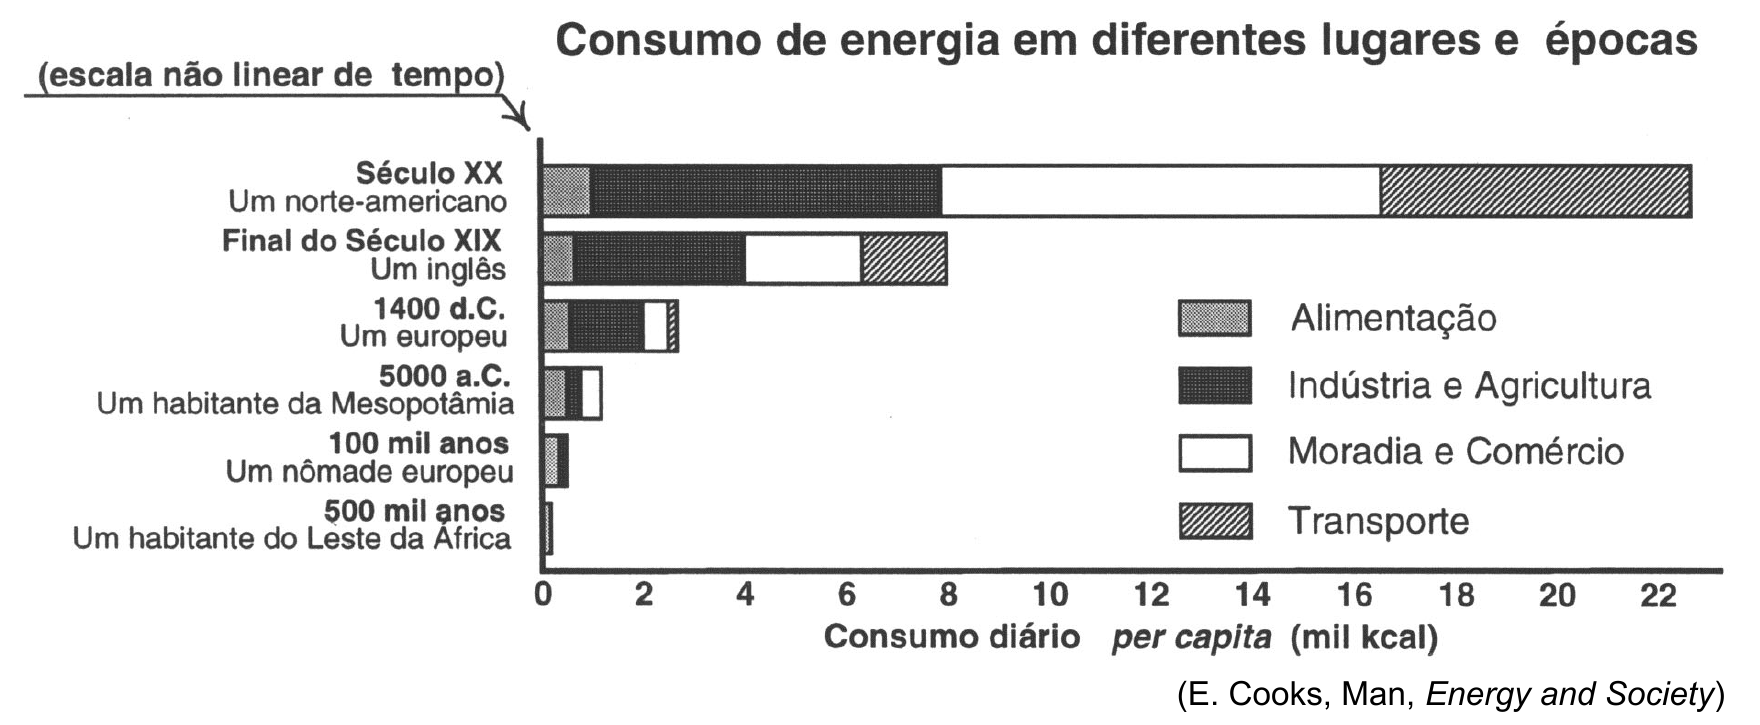 Consumo de energia em diferentes lugares e épocas
(escala não linear de tempo)
Século XX
Um norte-americano
Final do Século XIX
Um inglês
1400 d.C.
Um europeu
5000 a.C.
Um habitante da Mesopotâmia
100 mil anos
Um nômade europeu
500 mil anos
Um habitante do Leste da África
Alimentação
Indústria e Agricultura
Moradia e Comércio
Transporte
0 2 4 6 8 10 12 14 16 18 20 22
Consumo diário per capita (mil kcal)
(E. Cooks, Man, Energy and Society)